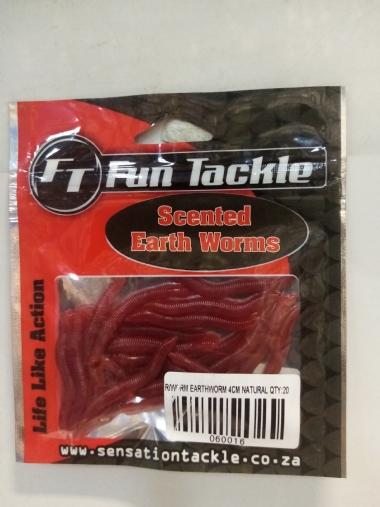 FT Fun Tackle
Scented
Earth Worms
Life Like Action
EARTHWORM 4CM NATURAL QTY:20
060016
www.sensationtackle.co.za